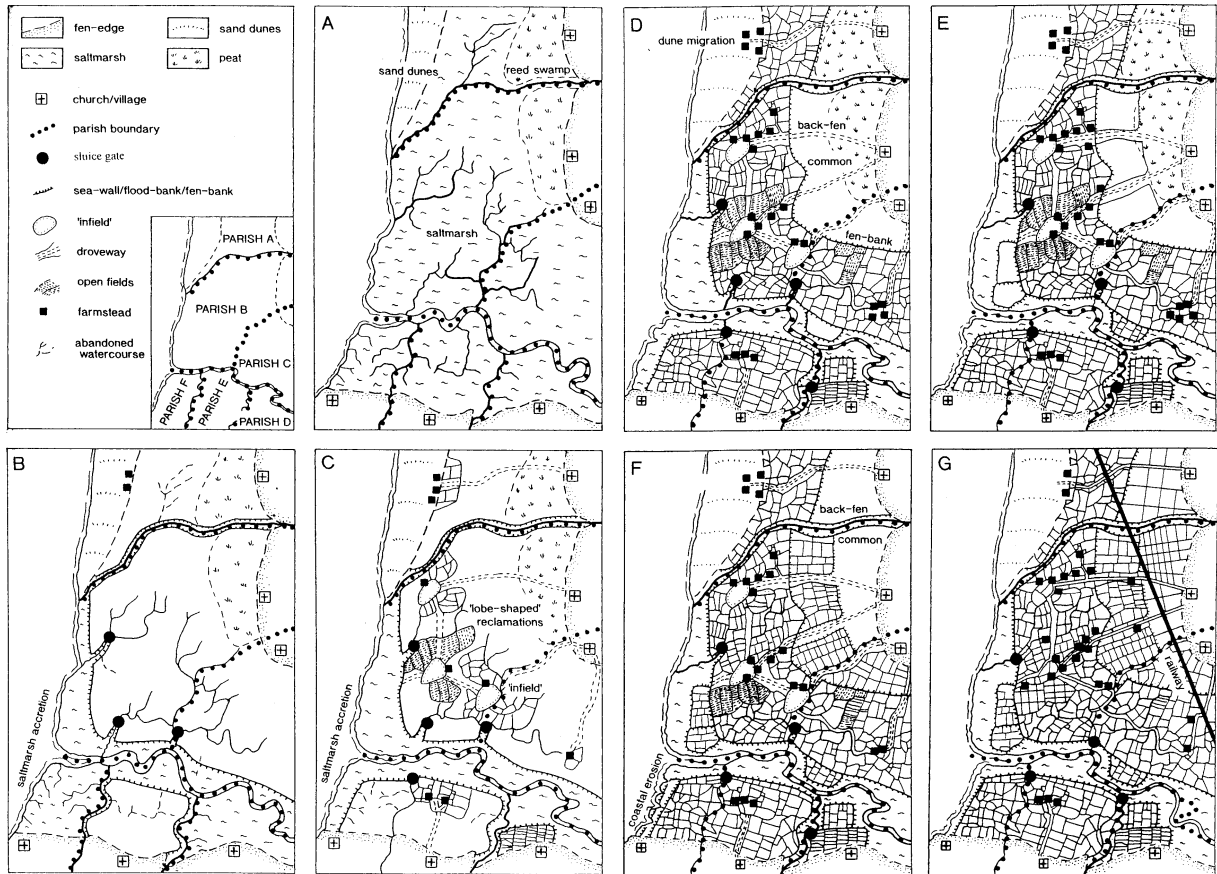 fen-edge
sand dunes
saltmarsh
peat
church/village
parish boundary
sluice gate
sea-wall/flood-bank/fen-bank
'infield'
droveway
open fields
farmstead
abandoned
watercourse
PARISH A
PARISH B
PARISH C
PARISH F
PARISH E
PARISH D
A
sand dunes
reed swamp
saltmarsh
D
dune migration
back-fen
common
fen-bank
E
B
saltmarsh accretion
C
'lobe-shaped'
reclamations
'infield'
saltmarsh accretion
F
back-fen
common
coastal erosion
G
railway